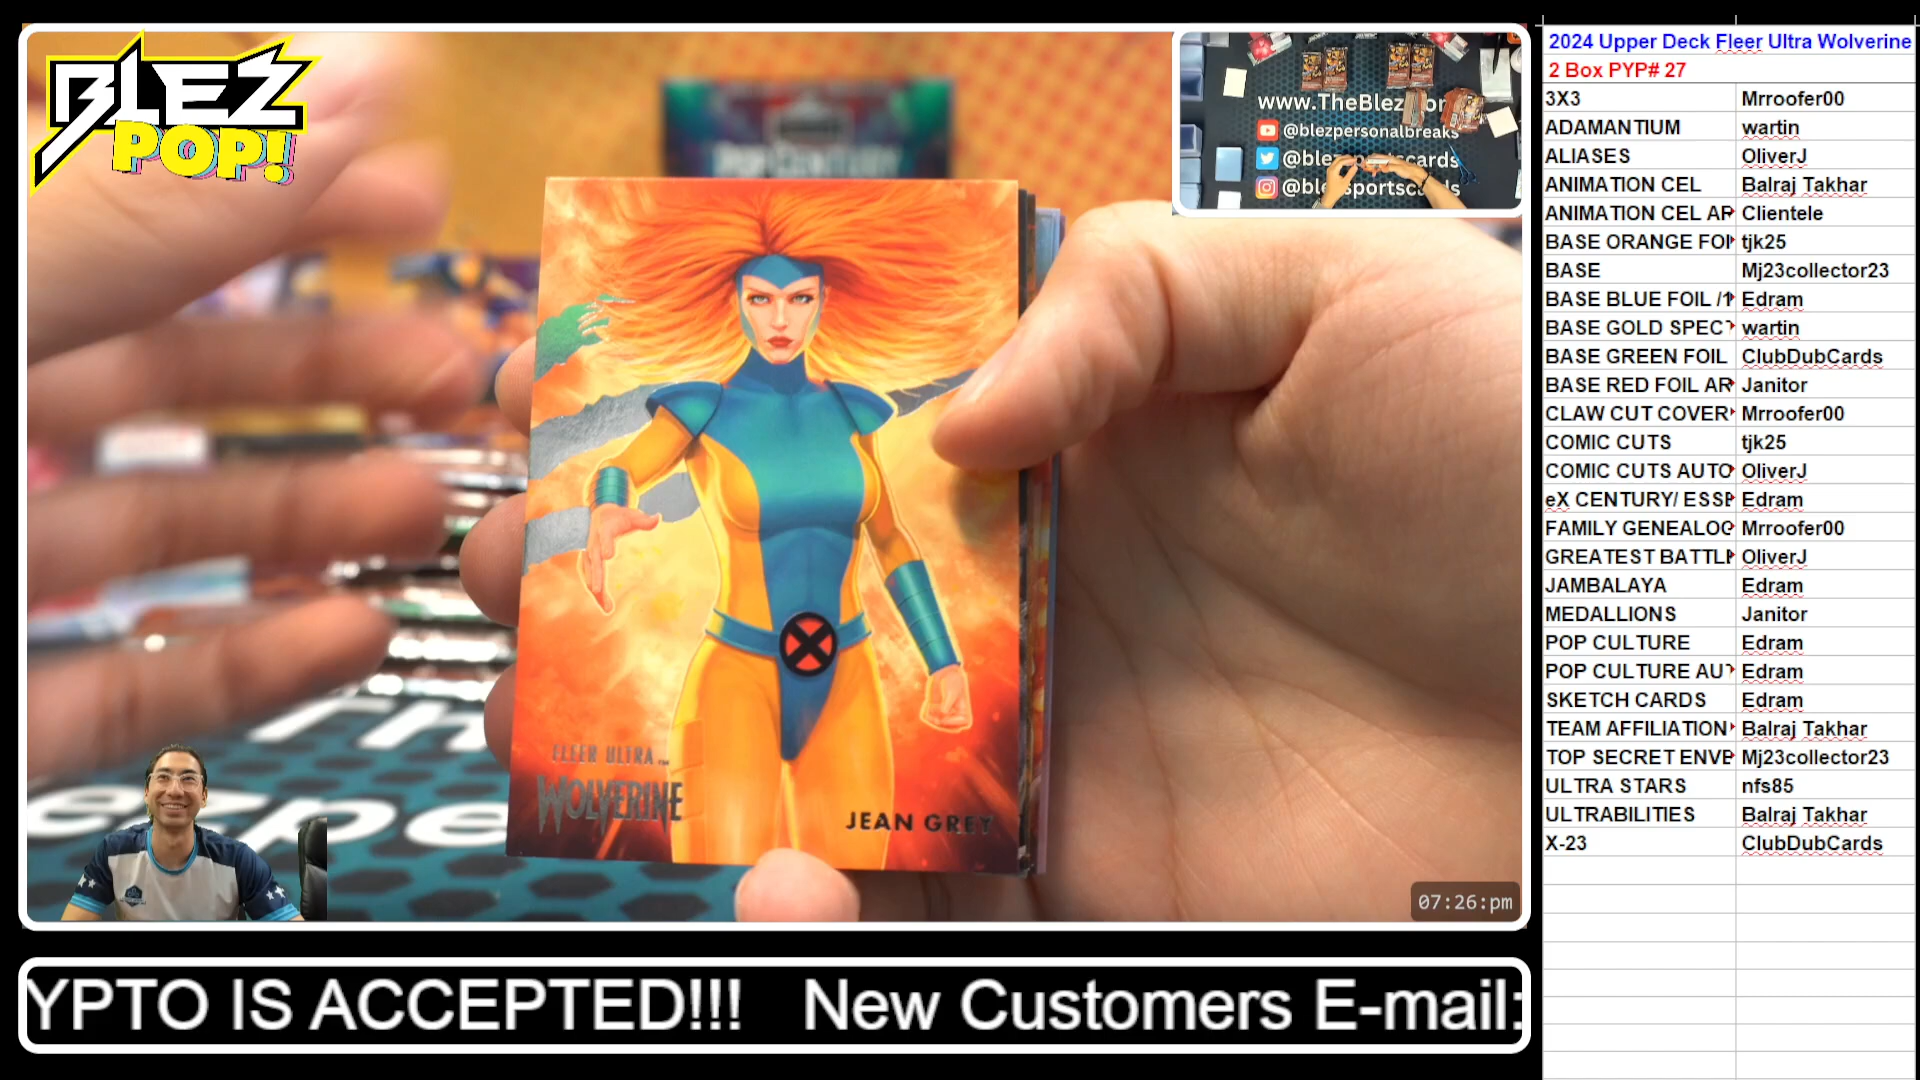 BLEZ
POP!
www.TheBlez
@blezpersonalbreaks
FLEER ULTRA
WOLVERINE
JEAN GREY
07:26:pm
YPTO IS ACCEPTED!!! New Customers E-mail:
2024 Upper Deck Fleer Ultra Wolverine
2 Box PYP# 27
3X3 Mrroofer00
ADAMANTIUM wartin
ALIASES OliverJ
ANIMATION CEL Balraj Takhar
ANIMATION CEL AR Clientele
BASE ORANGE FOI tjk25
BASE Mj23collector23
BASE BLUE FOIL /1 Edram
BASE GOLD SPECT wartin
BASE GREEN FOIL ClubDubCards
BASE RED FOIL AR Janitor
CLAW CUT COVER Mrroofer00
COMIC CUTS tjk25
COMIC CUTS AUTO OliverJ
eX CENTURY/ ESSE Edram
FAMILY GENEALOG Mrroofer00
GREATEST BATTLE OliverJ
JAMBALAYA Edram
MEDALLIONS Janitor
POP CULTURE Edram
POP CULTURE AUT Edram
SKETCH CARDS Edram
TEAM AFFILIATION Balraj Takhar
TOP SECRET ENVE Mj23collector23
ULTRA STARS nfs85
ULTRABILITIES Balraj Takhar
X-23 ClubDubCards